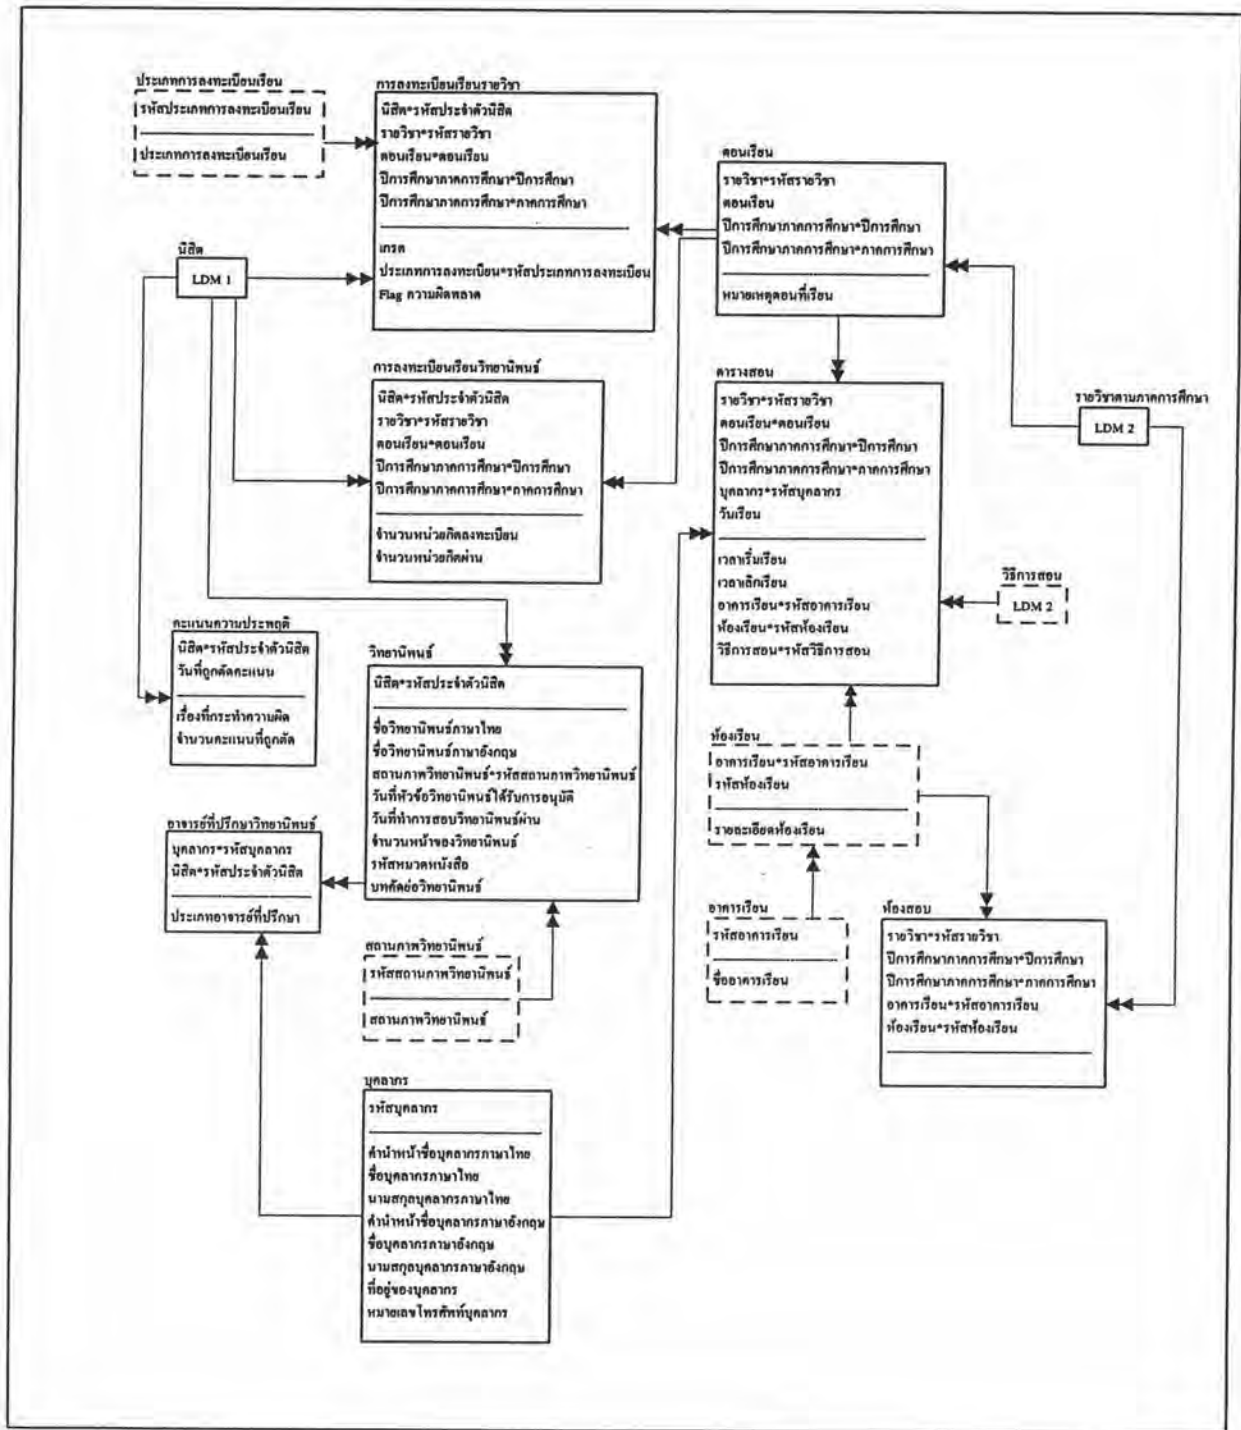 ประเภทการลงทะเบียนเรียน
รหัสประเภทการลงทะเบียนเรียน
ประเภทการลงทะเบียนเรียน
การลงทะเบียนเรียนรายวิชา
นิสิต*รหัสประจำตัวนิสิต
รายวิชา*รหัสรายวิชา
ตอนเรียน*ตอนเรียน
ปีการศึกษาภาคการศึกษา*ปีการศึกษา
ปีการศึกษาภาคการศึกษา*ภาคการศึกษา
เกรด
ประเภทการลงทะเบียน*รหัสประเภทการลงทะเบียน
Flag ความผิดพลาด
ตอนเรียน
รายวิชา*รหัสรายวิชา
ตอนเรียน
ปีการศึกษาภาคการศึกษา*ปีการศึกษา
ปีการศึกษาภาคการศึกษา*ภาคการศึกษา
หมายเหตุตอนที่เรียน
นิสิต
LDM 1
การลงทะเบียนเรียนวิทยานิพนธ์
นิสิต*รหัสประจำตัวนิสิต
รายวิชา*รหัสรายวิชา
ตอนเรียน*ตอนเรียน
ปีการศึกษาภาคการศึกษา*ปีการศึกษา
ปีการศึกษาภาคการศึกษา*ภาคการศึกษา
จำนวนหน่วยกิตลงทะเบียน
จำนวนหน่วยกิตผ่าน
ตารางสอน
รายวิชา*รหัสรายวิชา
ตอนเรียน*ตอนเรียน
ปีการศึกษาภาคการศึกษา*ปีการศึกษา
ปีการศึกษาภาคการศึกษา*ภาคการศึกษา
บุคลากร*รหัสบุคลากร
วันเรียน
เวลาเริ่มเรียน
เวลาเลิกเรียน
อาคารเรียน*รหัสอาคารเรียน
ห้องเรียน*รหัสห้องเรียน
วิธีการสอน*รหัสวิธีการสอน
รายวิชาตามภาคการศึกษา
LDM 2
วิธีการสอน
LDM 2
คะแนนความประพฤติ
นิสิต*รหัสประจำตัวนิสิต
วันที่ถูกตัดคะแนน
เรื่องที่กระทำความผิด
จำนวนคะแนนที่ถูกตัด
วิทยานิพนธ์
นิสิต*รหัสประจำตัวนิสิต
ชื่อวิทยานิพนธ์ภาษาไทย
ชื่อวิทยานิพนธ์ภาษาอังกฤษ
สถานภาพวิทยานิพนธ์*รหัสสถานภาพวิทยานิพนธ์
วันที่หัวข้อวิทยานิพนธ์ได้รับการอนุมัติ
วันที่ทำการสอบวิทยานิพนธ์ผ่าน
จำนวนหน้าของวิทยานิพนธ์
รหัสหมวดหนังสือ
บทคัดย่อวิทยานิพนธ์
ห้องเรียน
อาคารเรียน*รหัสอาคารเรียน
รหัสห้องเรียน
รายละเอียดห้องเรียน
อาจารย์ที่ปรึกษาวิทยานิพนธ์
บุคลากร*รหัสบุคลากร
นิสิต*รหัสประจำตัวนิสิต
ประเภทอาจารย์ที่ปรึกษา
สถานภาพวิทยานิพนธ์
รหัสสถานภาพวิทยานิพนธ์
สถานภาพวิทยานิพนธ์
อาคารเรียน
รหัสอาคารเรียน
ชื่ออาคารเรียน
ห้องสอบ
รายวิชา*รหัสรายวิชา
ปีการศึกษาภาคการศึกษา*ปีการศึกษา
ปีการศึกษาภาคการศึกษา*ภาคการศึกษา
อาคารเรียน*รหัสอาคารเรียน
ห้องเรียน*รหัสห้องเรียน
บุคลากร
รหัสบุคลากร
คำนำหน้าชื่อบุคลากรภาษาไทย
ชื่อบุคลากรภาษาไทย
นามสกุลบุคลากรภาษาไทย
คำนำหน้าชื่อบุคลากรภาษาอังกฤษ
ชื่อบุคลากรภาษาอังกฤษ
นามสกุลบุคลากรภาษาอังกฤษ
ที่อยู่ของบุคลากร
หมายเลขโทรศัพท์บุคลากร